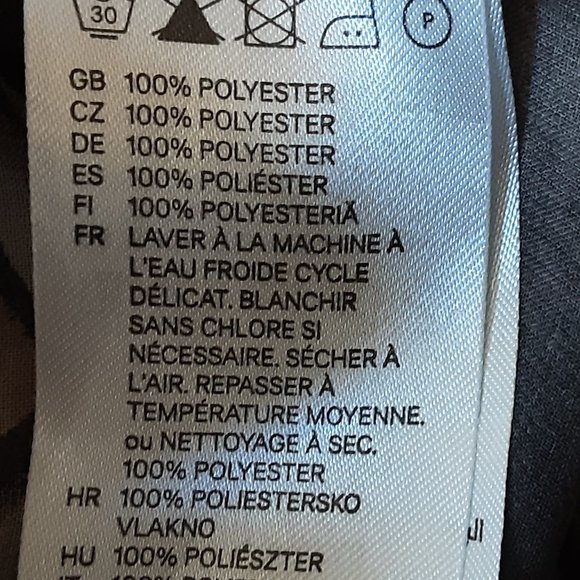 30 P
GB 100% POLYESTER
CZ 100% POLYESTER
DE 100% POLYESTER
ES 100% POLIÉSTER
FI 100% POLYESTERIÄ
FR LAVER À LA MACHINE À
L'EAU FROIDE CYCLE
DÉLICAT. BLANCHIR
SANS CHLORE SI
NÉCESSAIRE. SÉCHER À
L'AIR. REPASSER À
TEMPÉRATURE MOYENNE.
ou NETTOYAGE À SEC.
100% POLYESTER
HR 100% POLIESTERSKO
VLAKNO
HU 100% POLIÉSZTER